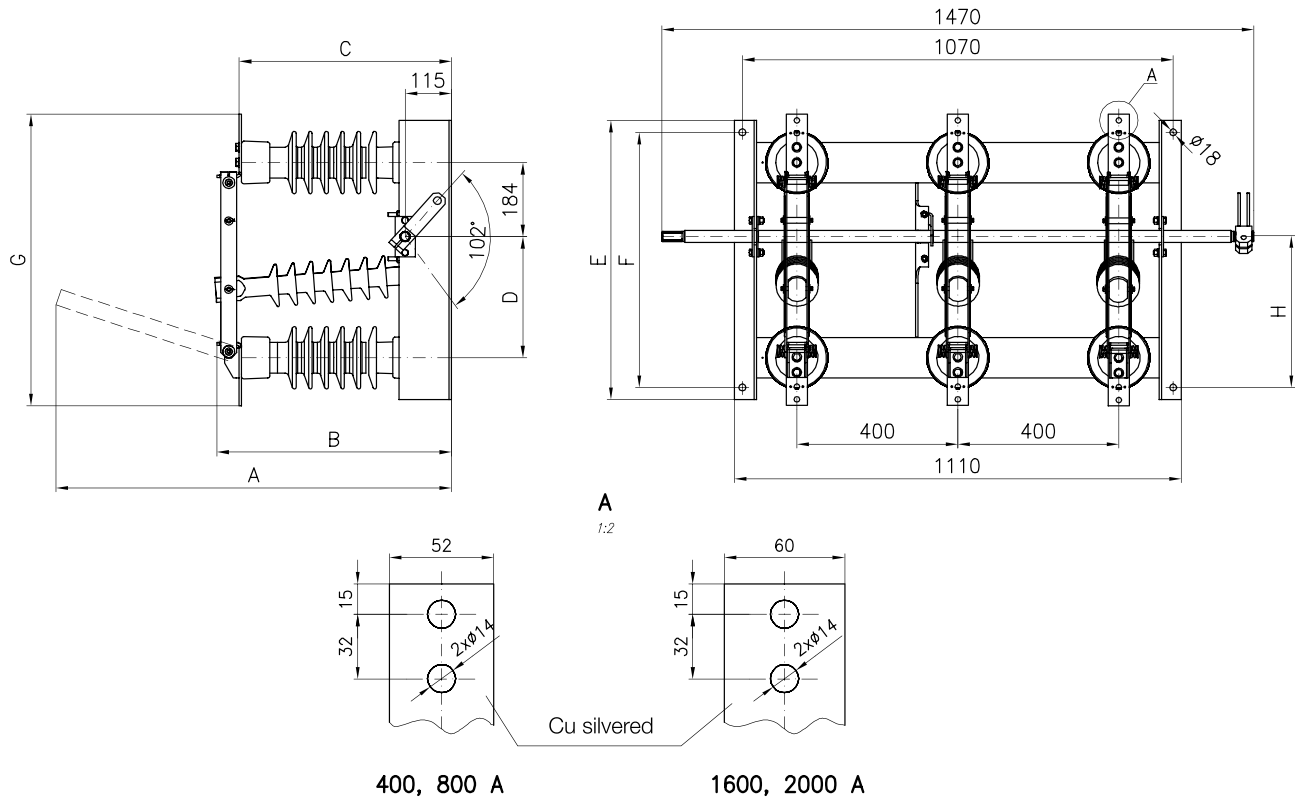 1470
C
1070
115
A
ø18
184
102°
G
E
F
D
H
B
400
400
A
1110
A
1:2
52
60
15
15
32
2xø14
32
2xø14
Cu silvered
400, 800 A
1600, 2000 A